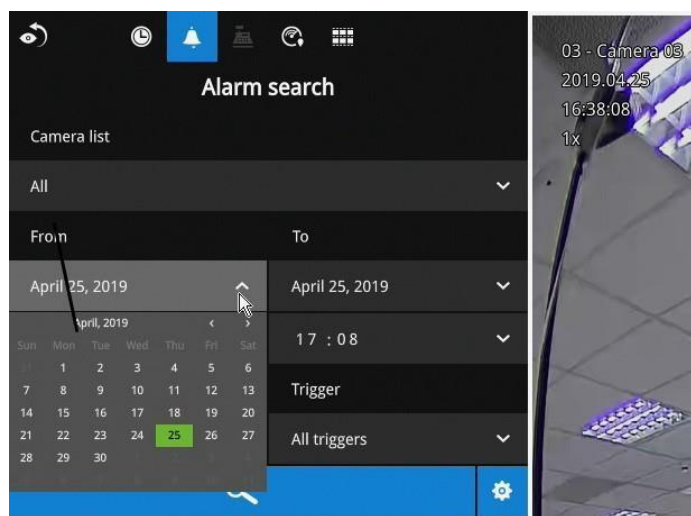 Alarm search
Camera list
All
From
To
April 25, 2019
April 25, 2019
April, 2019
Sun Mon Tue Wed Thu Fri Sat
31 1 2 3 4 5 6
7 8 9 10 11 12 13
14 15 16 17 18 19 20
21 22 23 24 25 26 27
28 29 30
17 : 08
Trigger
All triggers
03 - Camera 03
2019.04.25
16:38:08
1x